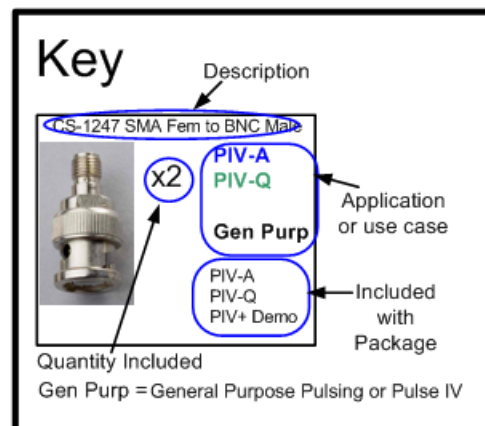 Key
Description
CS-1247 SMA Fem to BNC Male
PIV-A
PIV-Q
Gen Purp
x2
Application
or use case
PIV-A
PIV-Q
PIV+ Demo
Included
with
Package
Quantity Included
Gen Purp = General Purpose Pulsing or Pulse IV